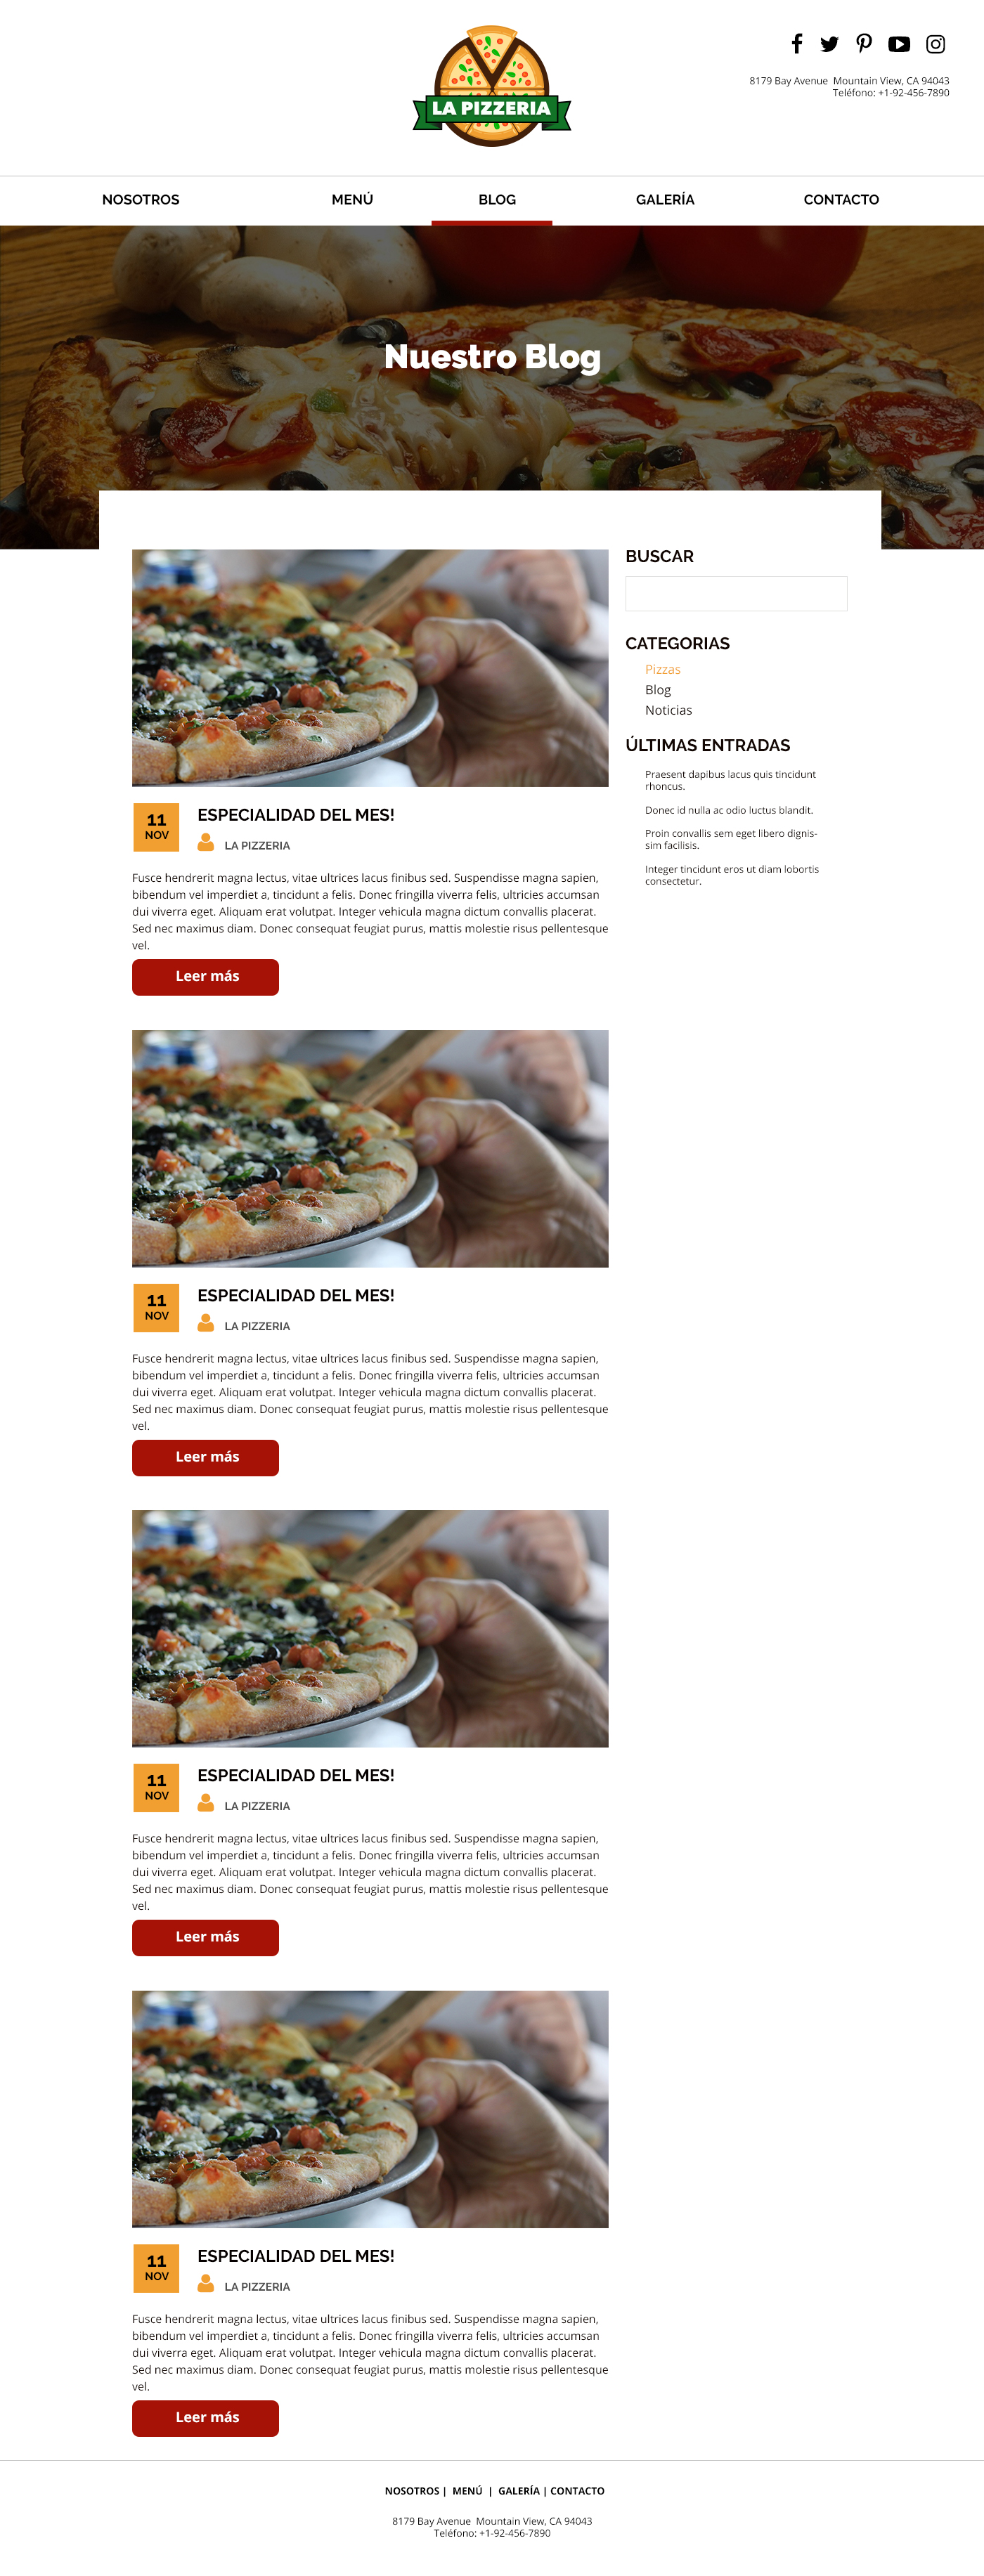 LA PIZZERIA
8179 Bay Avenue  Mountain View, CA 94043
Teléfono: +1-92-456-7890
NOSOTROS MENÚ BLOG GALERÍA CONTACTO
Nuestro Blog
ESPECIALIDAD DEL MES!
11
NOV
LA PIZZERIA
Fusce hendrerit magna lectus, vitae ultrices lacus finibus sed. Suspendisse magna sapien,
bibendum vel imperdiet a, tincidunt a felis. Donec fringilla viverra felis, ultricies accumsan
dui viverra eget. Aliquam erat volutpat. Integer vehicula magna dictum convallis placerat.
Sed nec maximus diam. Donec consequat feugiat purus, mattis molestie risus pellentesque
vel.
Leer más
11
NOV
ESPECIALIDAD DEL MES!
LA PIZZERIA
Fusce hendrerit magna lectus, vitae ultrices lacus finibus sed. Suspendisse magna sapien,
bibendum vel imperdiet a, tincidunt a felis. Donec fringilla viverra felis, ultricies accumsan
dui viverra eget. Aliquam erat volutpat. Integer vehicula magna dictum convallis placerat.
Sed nec maximus diam. Donec consequat feugiat purus, mattis molestie risus pellentesque
vel.
Leer más
11
NOV
ESPECIALIDAD DEL MES!
LA PIZZERIA
Fusce hendrerit magna lectus, vitae ultrices lacus finibus sed. Suspendisse magna sapien,
bibendum vel imperdiet a, tincidunt a felis. Donec fringilla viverra felis, ultricies accumsan
dui viverra eget. Aliquam erat volutpat. Integer vehicula magna dictum convallis placerat.
Sed nec maximus diam. Donec consequat feugiat purus, mattis molestie risus pellentesque
vel.
Leer más
11
NOV
ESPECIALIDAD DEL MES!
LA PIZZERIA
Fusce hendrerit magna lectus, vitae ultrices lacus finibus sed. Suspendisse magna sapien,
bibendum vel imperdiet a, tincidunt a felis. Donec fringilla viverra felis, ultricies accumsan
dui viverra eget. Aliquam erat volutpat. Integer vehicula magna dictum convallis placerat.
Sed nec maximus diam. Donec consequat feugiat purus, mattis molestie risus pellentesque
vel.
Leer más
BUSCAR
CATEGORIAS
Pizzas
Blog
Noticias
ÚLTIMAS ENTRADAS
Praesent dapibus lacus quis tincidunt
rhoncus.
Donec id nulla ac odio luctus blandit.
Proin convallis sem eget libero dignis-
sim facilisis.
Integer tincidunt eros ut diam lobortis
consectetur.
NOSOTROS |  MENÚ  |  GALERÍA | CONTACTO
8179 Bay Avenue  Mountain View, CA 94043
Teléfono: +1-92-456-7890